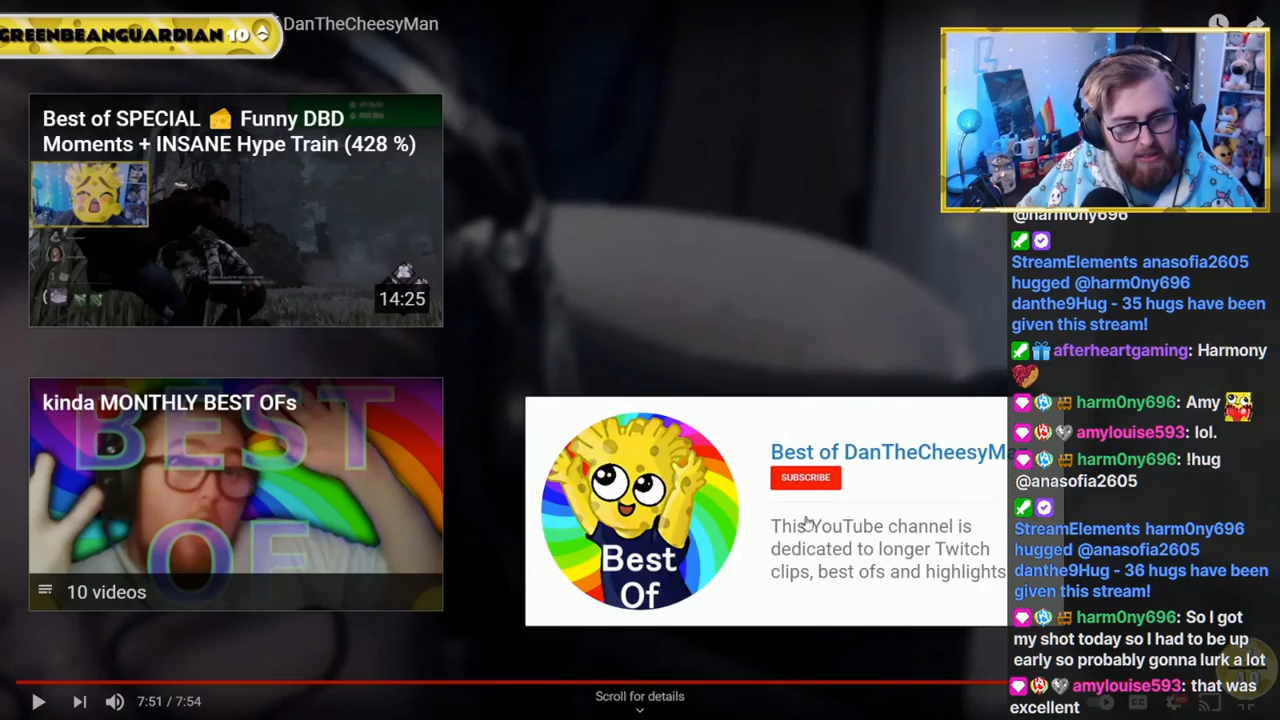 GREENBEANGUARDIAN 10
DanTheCheesyMan
Best of SPECIAL 🧀 Funny DBD
Moments + INSANE Hype Train (428 %)
14:25
BEST
kinda MONTHLY BEST OFs
OF
10 videos
Best of DanTheCheesyM
SUBSCRIBE
This YouTube channel is
dedicated to longer Twitch
clips, best ofs and highlights
Best
Of
7:51 / 7:54
Scroll for details
@harm0ny696
StreamElements anasofia2605
hugged @harm0ny696
danthe9Hug - 35 hugs have been
given this stream!
afterheartgaming: Harmony
harm0ny696: Amy
amylouise593: lol.
harm0ny696: !hug
@anasofia2605
StreamElements harm0ny696
hugged @anasofia2605
danthe9Hug - 36 hugs have been
given this stream!
harm0ny696: So I got
my shot today so I had to be up
early so probably gonna lurk a lot
amylouise593: that was
excellent